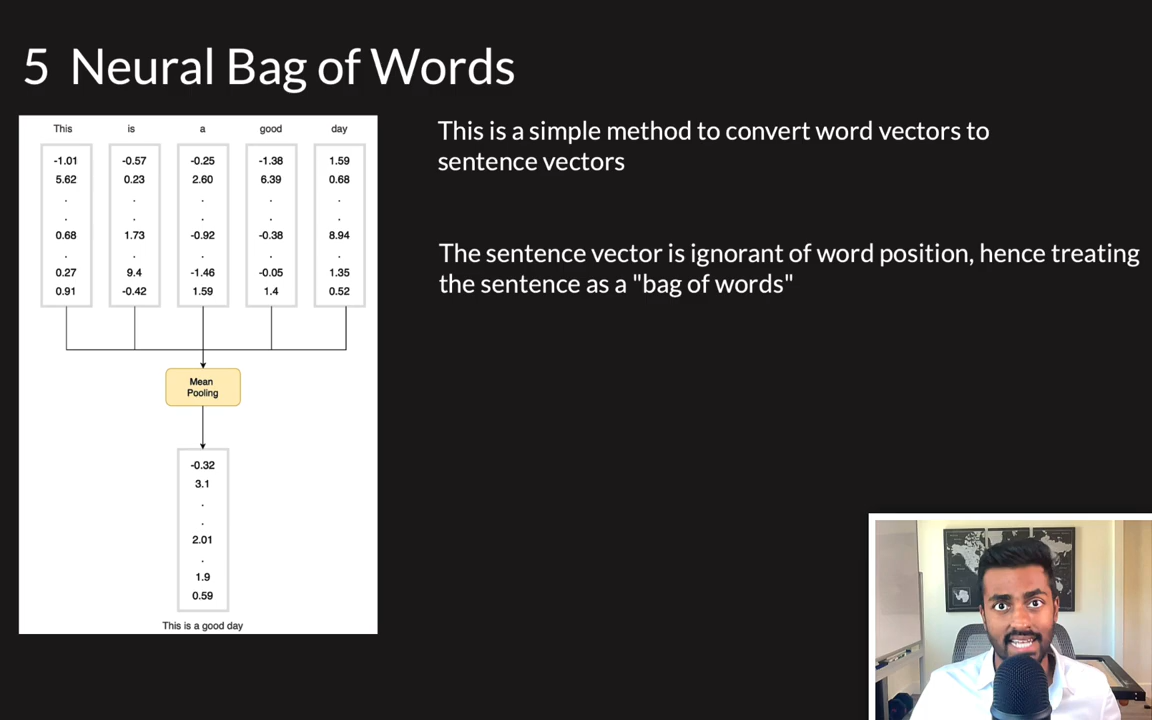 5 Neural Bag of Words
This is a good day
-1.01 -0.57 -0.25 -1.38 1.59
5.62 0.23 2.60 6.39 0.68
. . . . .
. . . . .
0.68 1.73 -0.92 -0.38 8.94
. . . . .
0.27 9.4 -1.46 -0.05 1.35
0.91 -0.42 1.59 1.4 0.52
Mean
Pooling
-0.32
3.1
.
.
2.01
.
1.9
0.59
This is a good day
This is a simple method to convert word vectors to
sentence vectors
The sentence vector is ignorant of word position, hence treating
the sentence as a "bag of words"